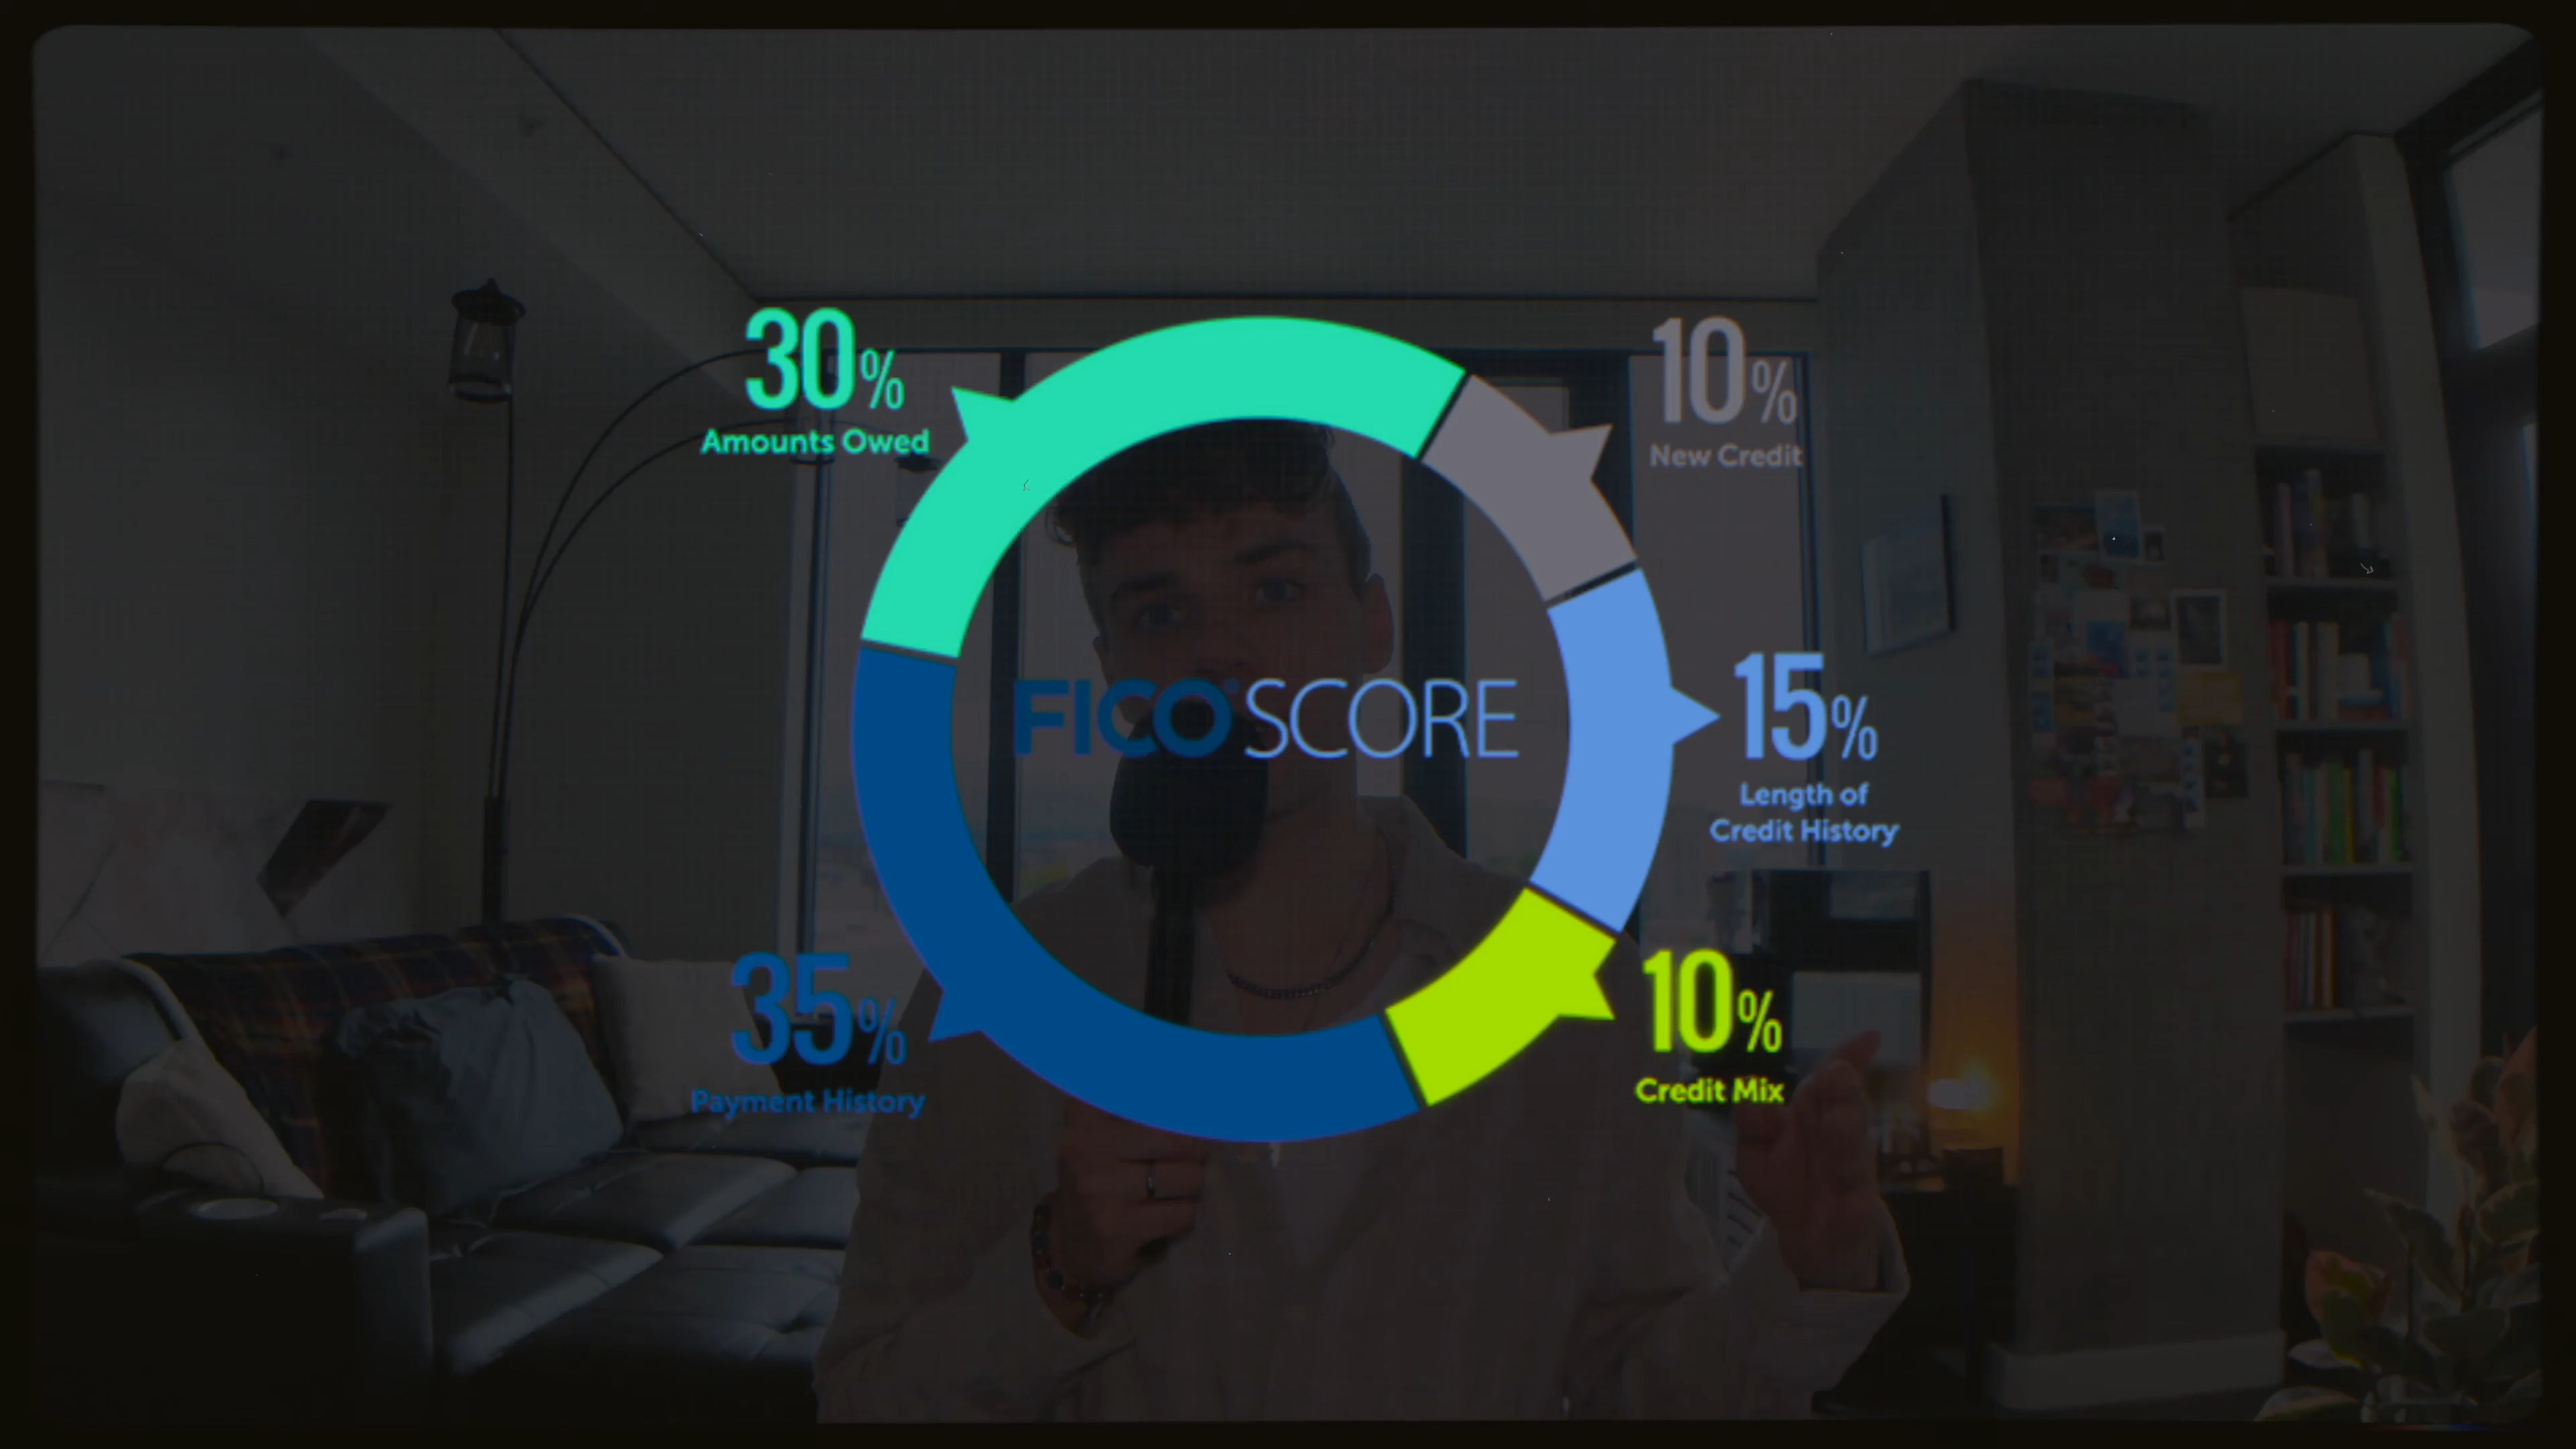 30%
Amounts Owed
10%
New Credit
FICO® SCORE
15%
Length of
Credit History
35%
Payment History
10%
Credit Mix